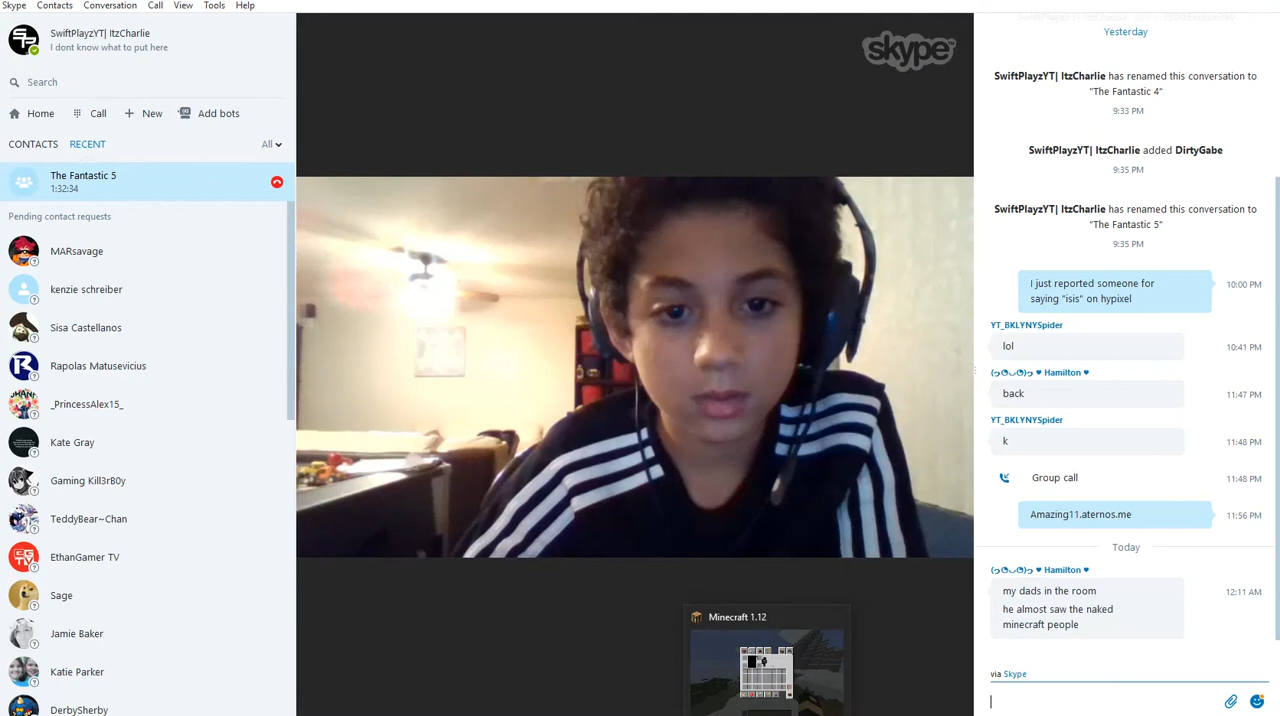 Skype Contacts Conversation Call View Tools Help
SwiftPlayzYT| ItzCharlie
I dont know what to put here
Search
Home Call New Add bots
CONTACTS RECENT All
The Fantastic 5
1:32:34
Pending contact requests
MARsavage
kenzie schreiber
Sisa Castellanos
Rapolas Matusevicius
_PrincessAlex15_
Kate Gray
Gaming Kill3rB0y
TeddyBear~Chan
EthanGamer TV
Sage
Jamie Baker
Katie Parker
DerbySherby
skype
Minecraft 1.12
Yesterday
SwiftPlayzYT| ItzCharlie has renamed this conversation to
"The Fantastic 4"
9:33 PM
SwiftPlayzYT| ItzCharlie added DirtyGabe
9:35 PM
SwiftPlayzYT| ItzCharlie has renamed this conversation to
"The Fantastic 5"
9:35 PM
I just reported someone for 10:00 PM
saying "isis" on hypixel
YT_BKLYNYSpider
lol 10:41 PM
♥ Hamilton ♥
back 11:47 PM
YT_BKLYNYSpider
k 11:48 PM
Group call 11:48 PM
Amazing11.aternos.me 11:56 PM
Today
♥ Hamilton ♥
my dads in the room 12:11 AM
he almost saw the naked
minecraft people
via Skype